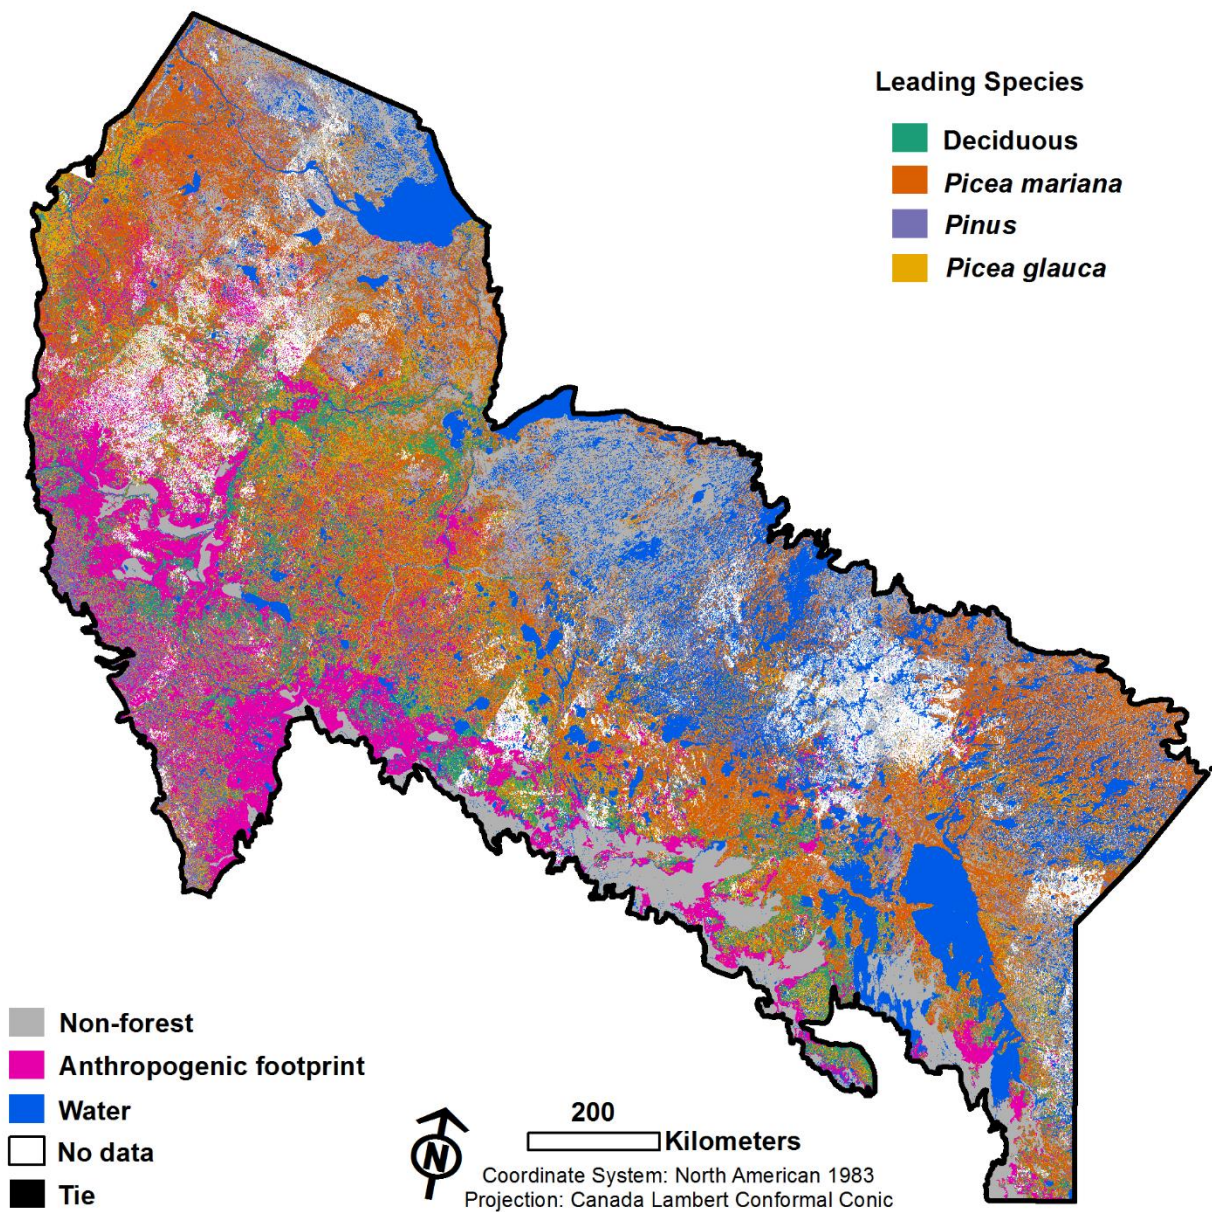 Leading Species
Deciduous
Picea mariana
Pinus
Picea glauca
Non-forest
Anthropogenic footprint
Water
No data
Tie
N
200
Kilometers
Coordinate System: North American 1983
Projection: Canada Lambert Conformal Conic